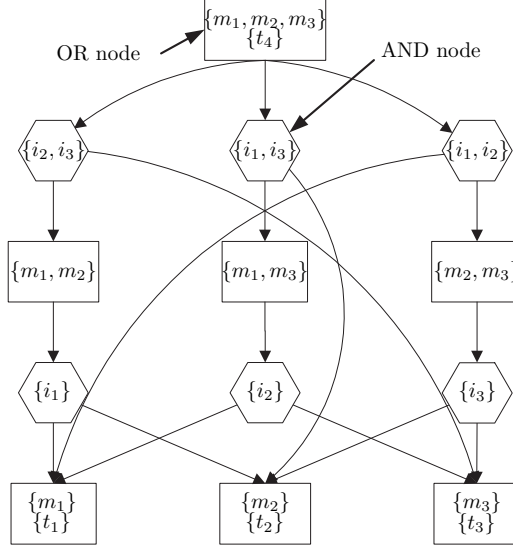 {m₁, m₂, m₃}
{t₄}
OR node
AND node
{i₂, i₃}
{i₁, i₃}
{i₁, i₂}
{m₁, m₂}
{m₁, m₃}
{m₂, m₃}
{i₁}
{i₂}
{i₃}
{m₁}
{t₁}
{m₂}
{t₂}
{m₃}
{t₃}